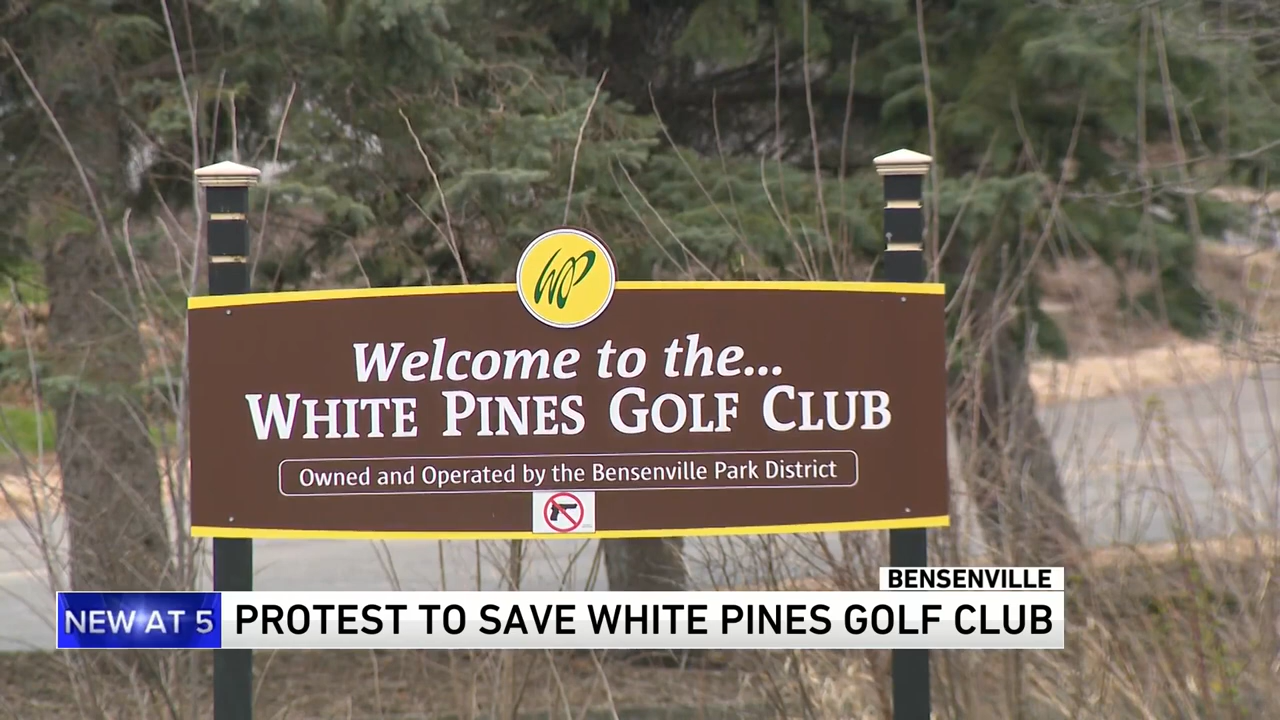 WP
Welcome to the...
WHITE PINES GOLF CLUB
Owned and Operated by the Bensenville Park District
BENSENVILLE
NEW AT 5 PROTEST TO SAVE WHITE PINES GOLF CLUB